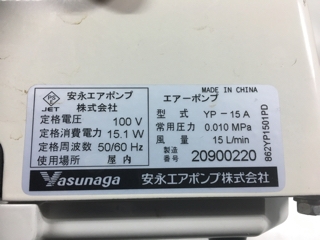 MADE IN CHINA
PS E
JET
安永エアポンプ
株式会社
定格電圧 100 V
定格消費電力 15.1 W
定格周波数 50/60 Hz
使用場所 屋内
エアーポンプ
型式 YP - 15 A
常用圧力 0.010 MPa
風量 15 L/min
製造番号 20900220
862YP1501PD
Yasunaga 安永エアポンプ株式会社